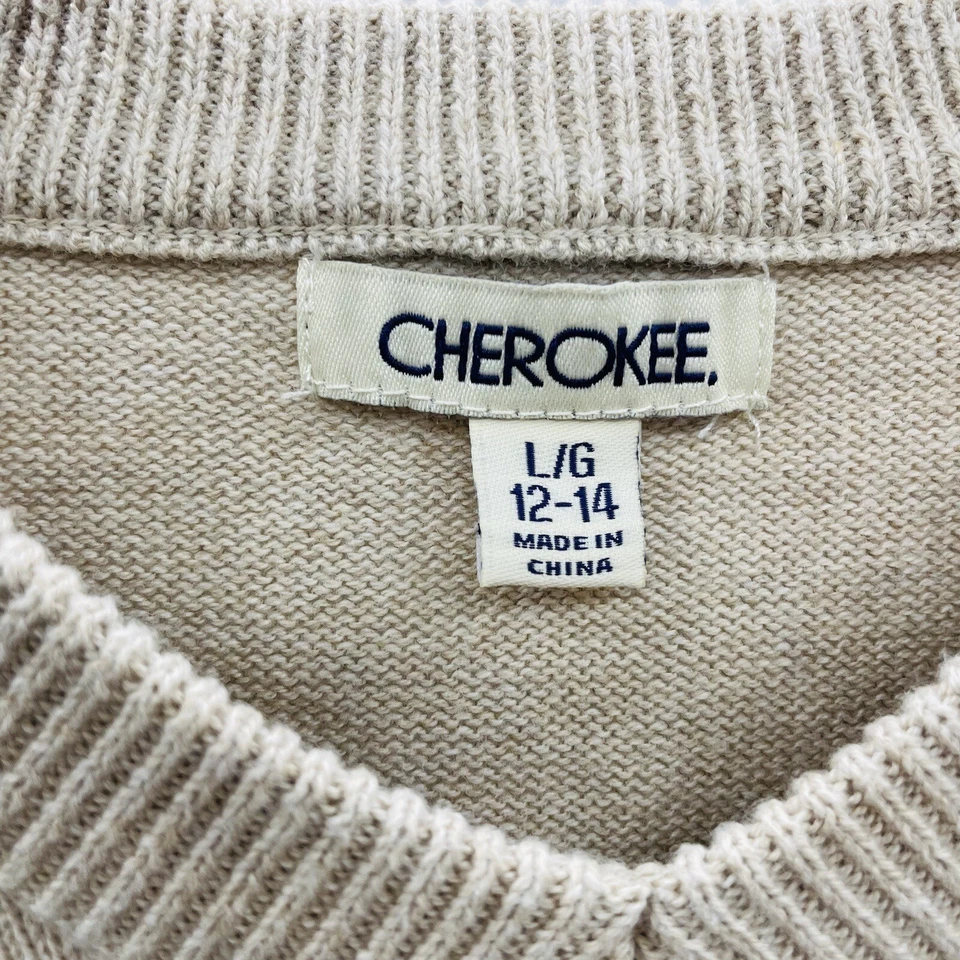 CHEROKEE.
L/G
12-14
MADE IN
CHINA